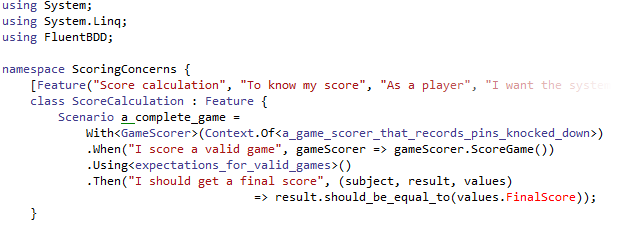 using System;
using System.Linq;
using FluentBDD;
namespace ScoringConcerns {
[Feature("Score calculation", "To know my score", "As a player", "I want the syste
class ScoreCalculation : Feature {
Scenario a_complete_game =
With<GameScorer>(Context.Of<a_game_scorer_that_records_pins_knocked_down>)
.When("I score a valid game", gameScorer => gameScorer.ScoreGame())
.Using<expectations_for_valid_games>()
.Then("I should get a final score", (subject, result, values)
=> result.should_be_equal_to(values.FinalScore));
}